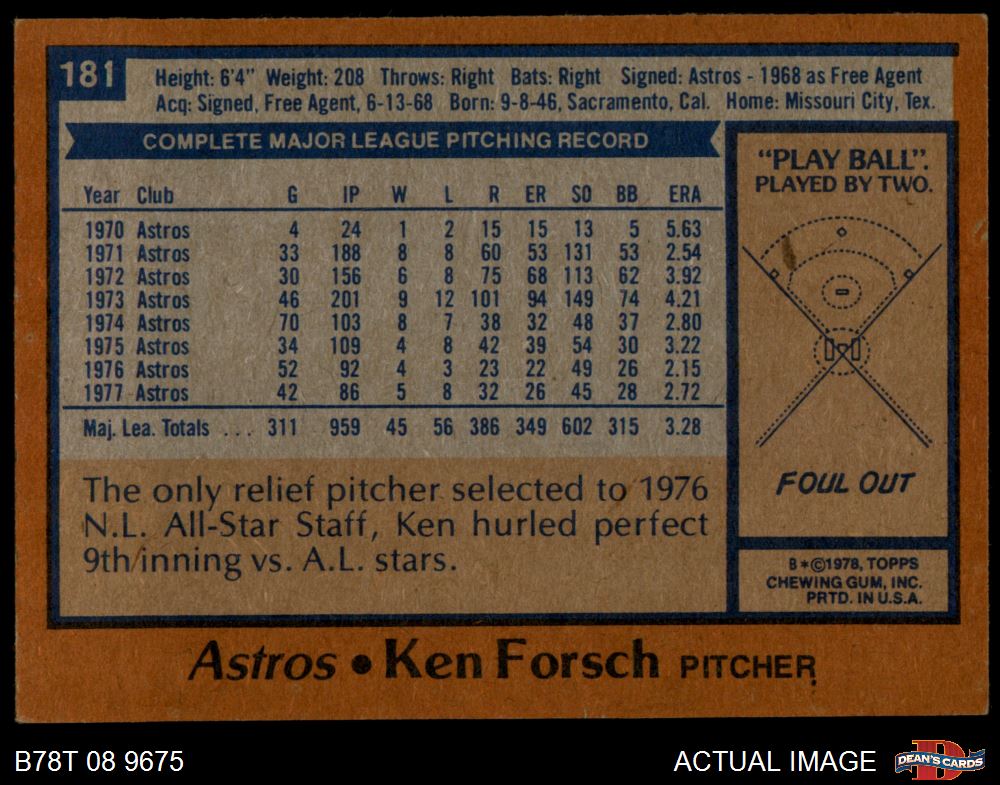 181
Height: 6'4" Weight: 208 Throws: Right Bats: Right Signed: Astros - 1968 as Free Agent
Acq: Signed, Free Agent, 6-13-68 Born: 9-8-46, Sacramento, Cal. Home: Missouri City, Tex.
COMPLETE MAJOR LEAGUE PITCHING RECORD
Year Club G IP W L R ER SO BB ERA
1970 Astros 4 24 1 2 15 15 13 5 5.63
1971 Astros 33 188 8 8 60 53 131 53 2.54
1972 Astros 30 156 6 8 75 68 113 62 3.92
1973 Astros 46 201 9 12 101 94 149 74 4.21
1974 Astros 70 103 8 7 38 32 48 37 2.80
1975 Astros 34 109 4 8 42 39 54 30 3.22
1976 Astros 52 92 4 3 23 22 49 26 2.15
1977 Astros 42 86 5 8 32 26 45 28 2.72
Maj. Lea. Totals ... 311 959 45 56 386 349 602 315 3.28
The only relief pitcher selected to 1976
N.L. All-Star Staff, Ken hurled perfect
9th inning vs. A.L. stars.
"PLAY BALL".
PLAYED BY TWO.
FOUL OUT
B*©1978, TOPPS
CHEWING GUM, INC.
PRTD. IN U.S.A.
Astros • Ken Forsch PITCHER
B78T 08 9675
ACTUAL IMAGE
D
DEAN'S CARDS